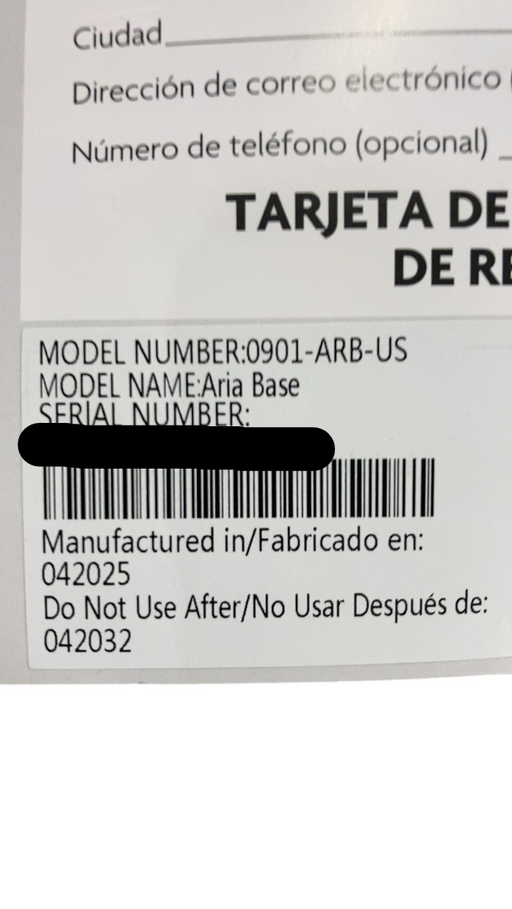 Ciudad
Dirección de correo electrónico (
Número de teléfono (opcional)
TARJETA DE
DE RE
MODEL NUMBER:0901-ARB-US
MODEL NAME:Aria Base
SERIAL NUMBER:
Manufactured in/Fabricado en:
042025
Do Not Use After/No Usar Después de:
042032